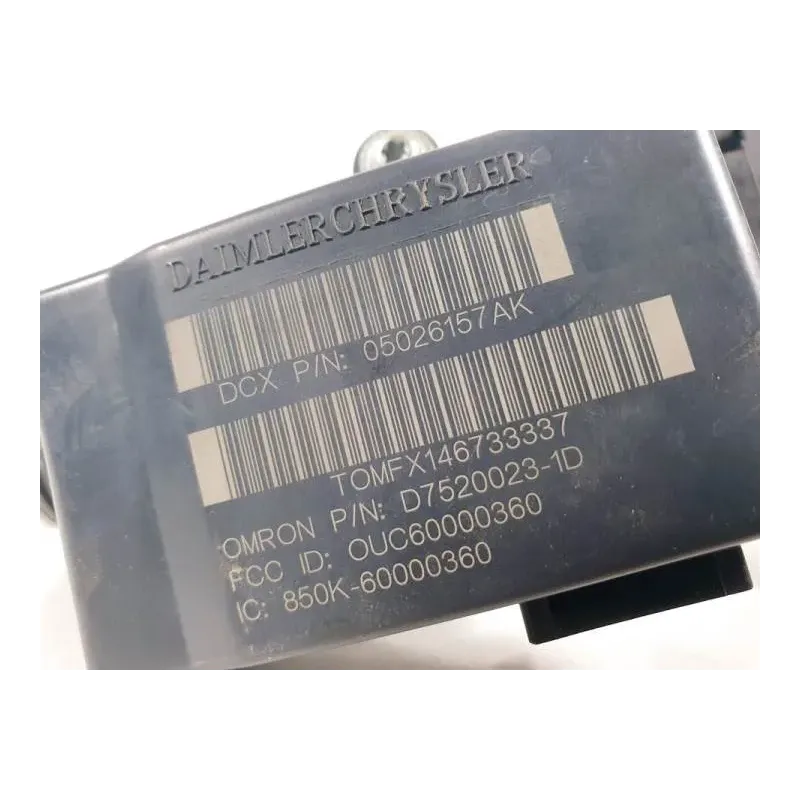 DAIMLERCHRYSLER
DCX P/N: 05026157AK
TOMFX146733337
OMRON P/N: D7520023-1D
FCC ID: OUC60000360
IC: 850K-60000360